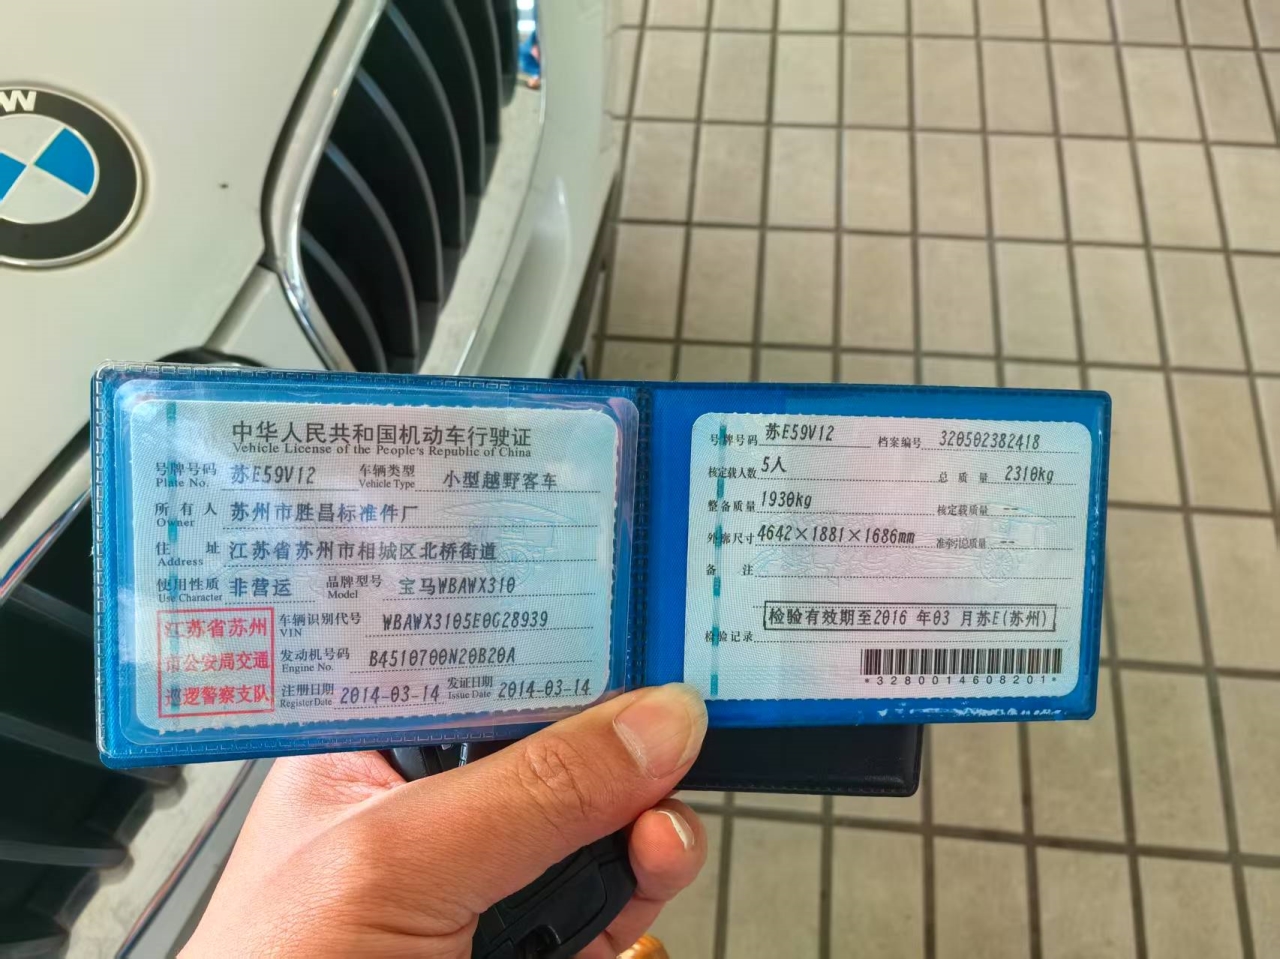 中华人民共和国机动车行驶证
Vehicle License of the People's Republic of China
号牌号码 苏E59V12 车辆类型 小型越野客车
Plate No. Vehicle Type
所有人 苏州市胜昌标准件厂
Owner
住址 江苏省苏州市相城区北桥街道
Address
使用性质 非营运 品牌型号 宝马WBAWX310
Use Character Model
江苏省苏州
市公安局交通
巡逻警察支队
车辆识别代号 WBAWX3105E0G28939
VIN
发动机号码 B4510700N20B20A
Engine No.
注册日期 2014-03-14 发证日期 2014-03-14
Register Date Issue Date
号牌号码 苏E59V12 档案编号 320502382418
核定载人数 5人 总质量 2310kg
整备质量 1930kg 核定载质量 --
外廓尺寸 4642×1881×1686mm 准牵引总质量 --
备注
检验有效期至2016 年03 月苏E(苏州)
检验记录
*3280014608201*